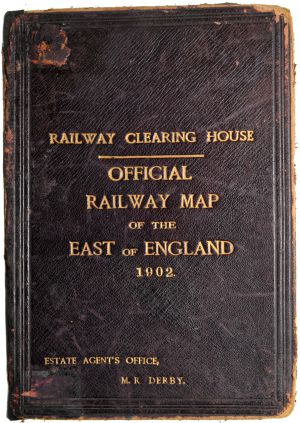 RAILWAY CLEARING HOUSE
OFFICIAL
RAILWAY MAP
OF THE
EAST OF ENGLAND
1902.
ESTATE AGENT'S OFFICE,
M. R. DERBY.